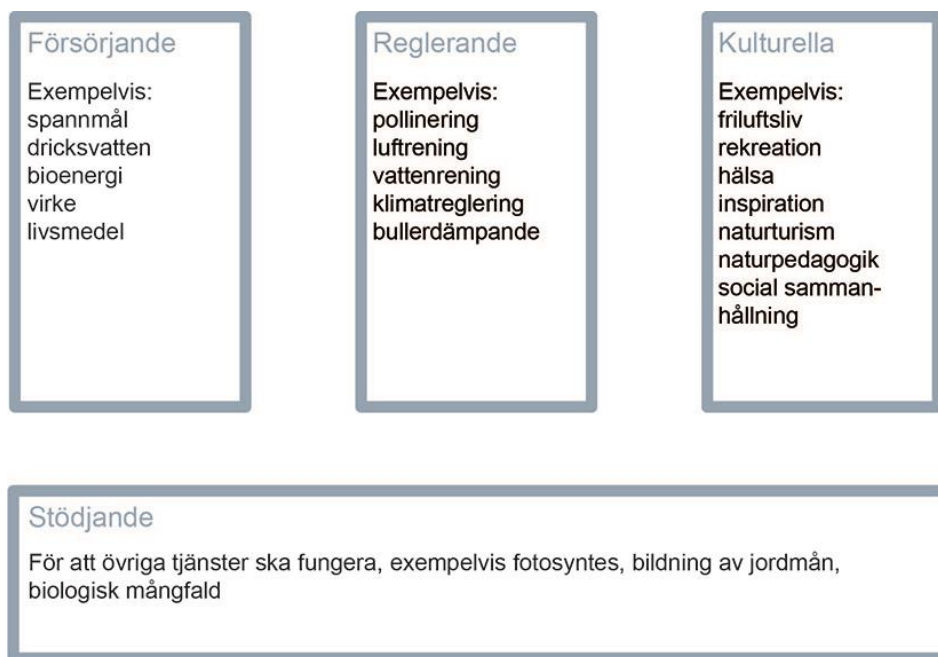 Försörjande
Exempelvis:
spannmål
dricksvatten
bioenergi
virke
livsmedel
Reglerande
Exempelvis:
pollinering
luftrening
vattenrening
klimatreglering
bullerdämpande
Kulturella
Exempelvis:
friluftsliv
rekreation
hälsa
inspiration
naturturism
naturpedagogik
social samman-
hållning
Stödjande
För att övriga tjänster ska fungera, exempelvis fotosyntes, bildning av jordmån,
biologisk mångfald